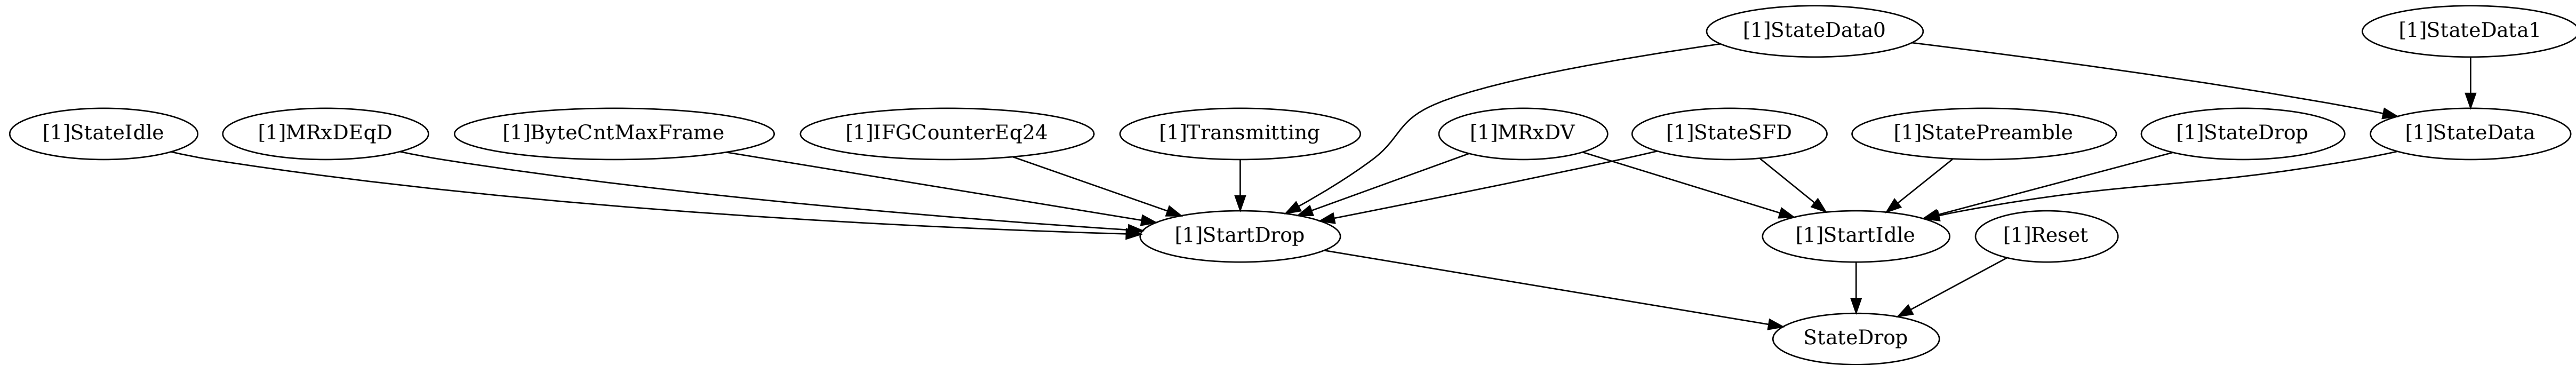 [1]StateData0
[1]StateData1
[1]StateIdle
[1]MRxDEqD
[1]ByteCntMaxFrame
[1]IFGCounterEq24
[1]Transmitting
[1]MRxDV
[1]StateSFD
[1]StatePreamble
[1]StateDrop
[1]StateData
[1]StartDrop
[1]StartIdle
[1]Reset
StateDrop